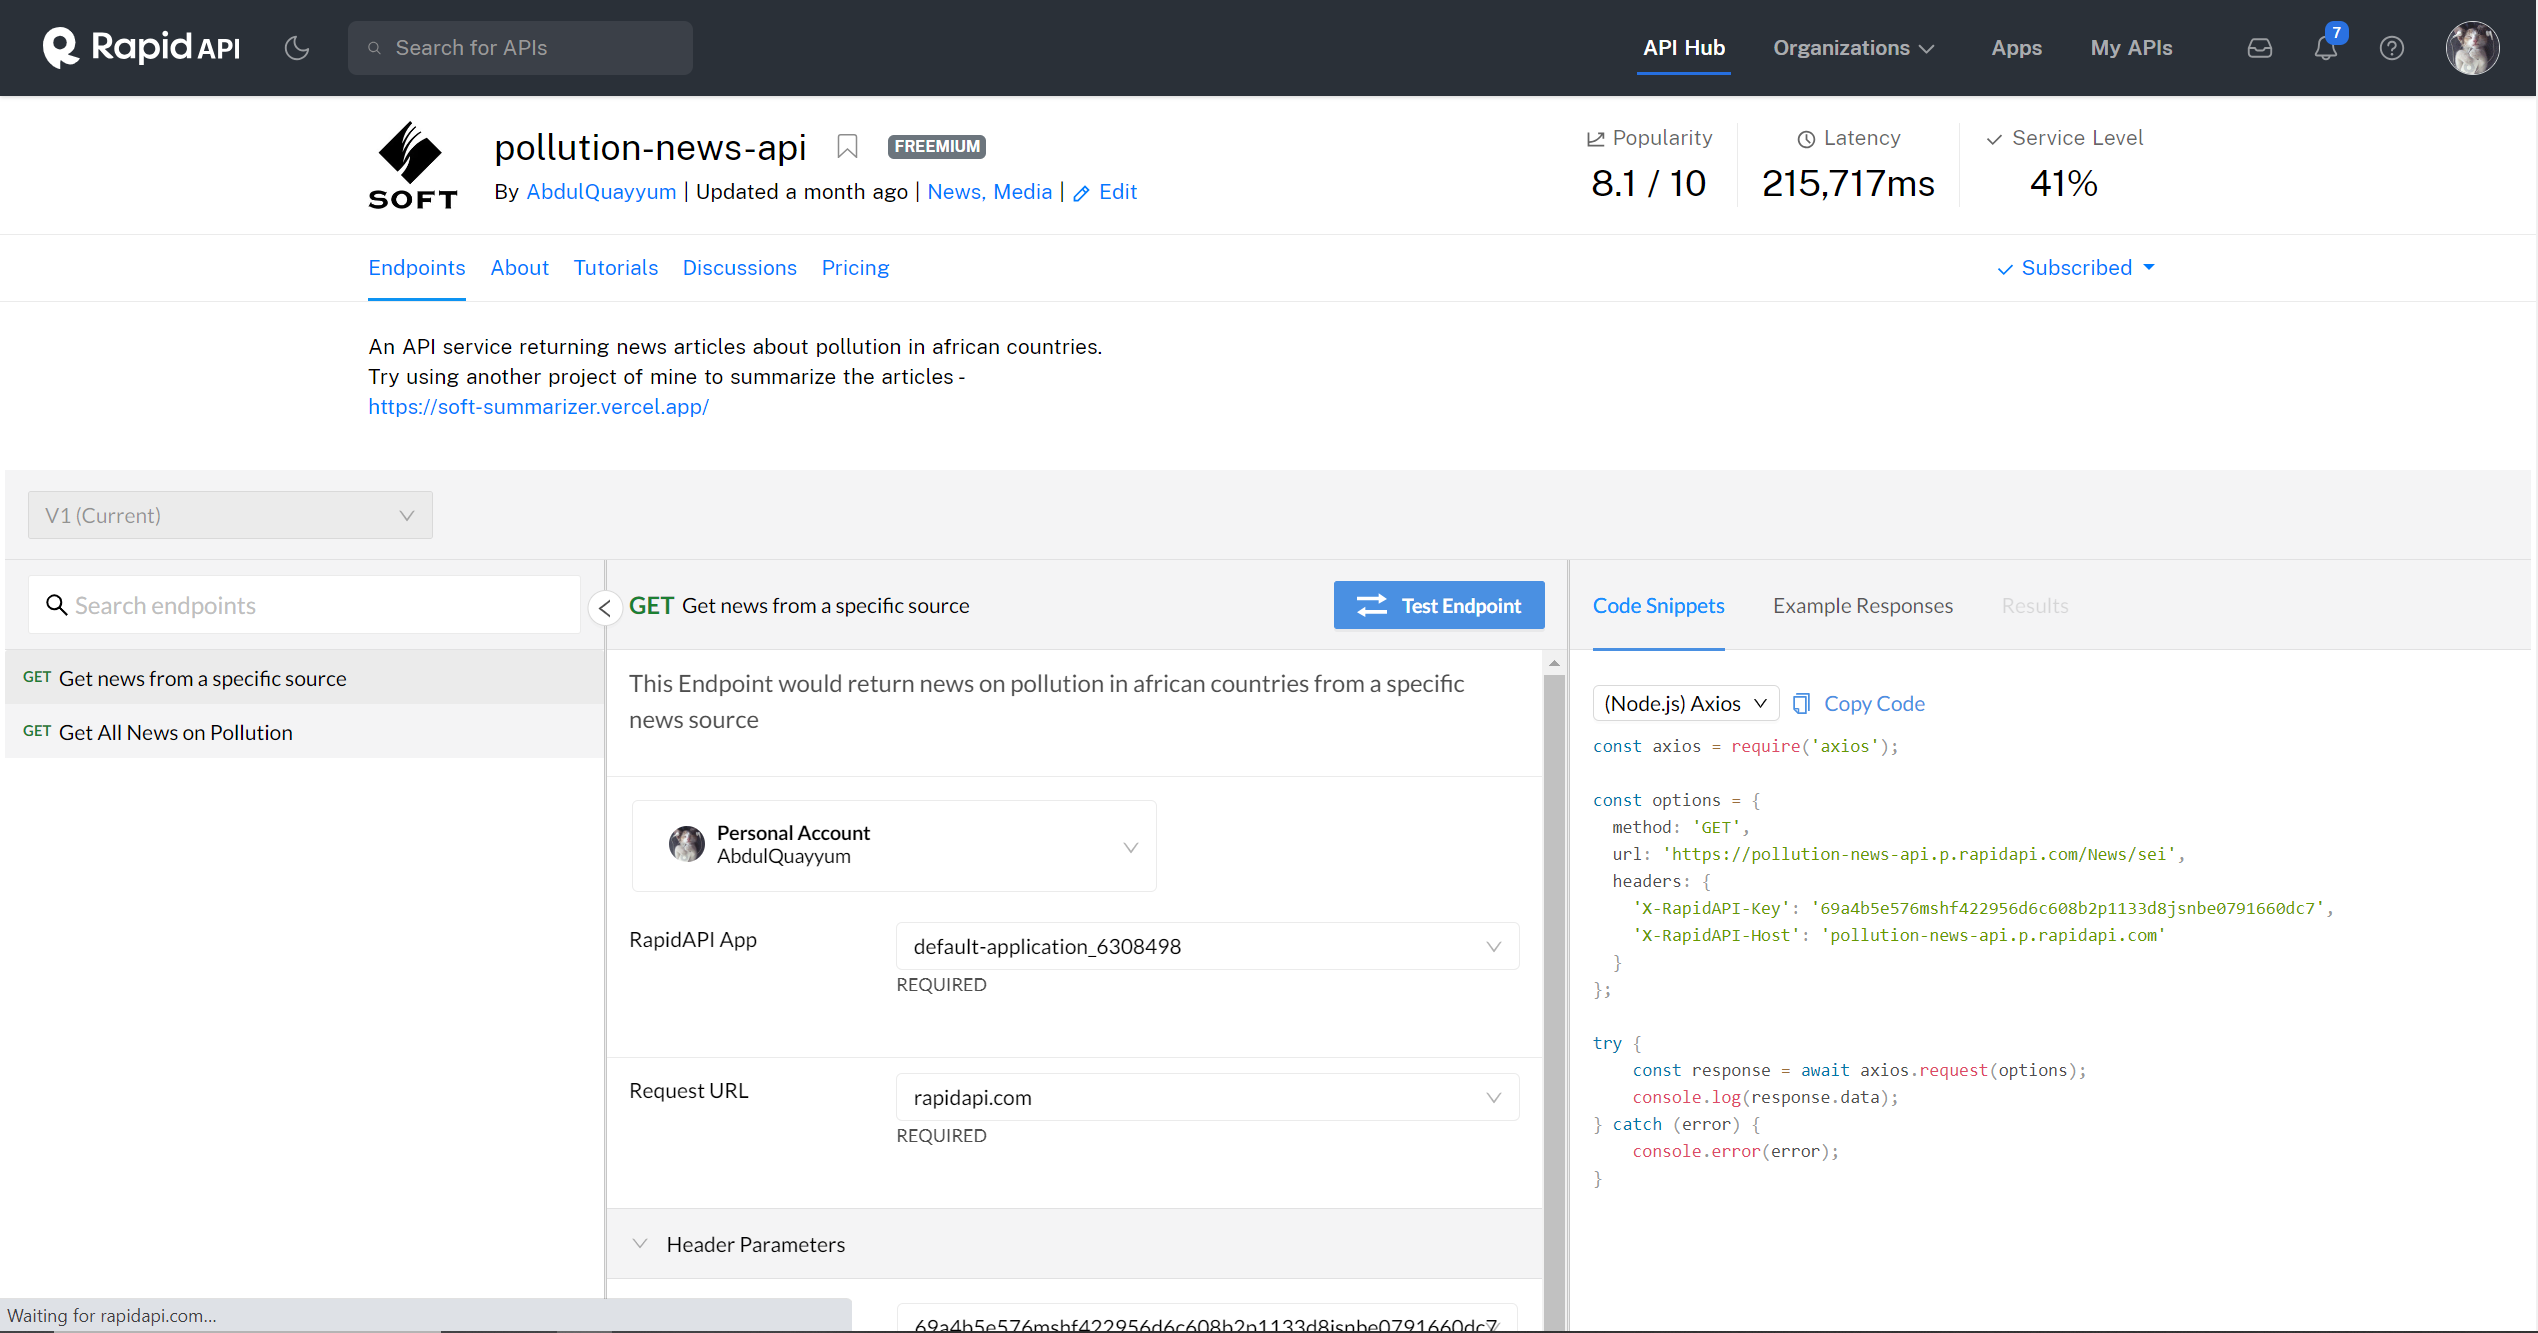 Rapid API
Search for APIs
API Hub
Organizations
Apps
My APIs
7
SOFT
pollution-news-api
FREEMIUM
By AbdulQuayyum | Updated a month ago | News, Media | Edit
Popularity
8.1 / 10
Latency
215,717ms
Service Level
41%
Endpoints
About
Tutorials
Discussions
Pricing
Subscribed
An API service returning news articles about pollution in african countries.
Try using another project of mine to summarize the articles -
https://soft-summarizer.vercel.app/
V1 (Current)
Search endpoints
GET Get news from a specific source
GET Get All News on Pollution
GET Get news from a specific source
Test Endpoint
This Endpoint would return news on pollution in african countries from a specific
news source
Personal Account
AbdulQuayyum
RapidAPI App
default-application_6308498
REQUIRED
Request URL
rapidapi.com
REQUIRED
Header Parameters
69a4b5e576mshf422956d6c608b2p1133d8jsnbe0791660dc7
Code Snippets
Example Responses
Results
(Node.js) Axios
Copy Code
const axios = require('axios');
const options = {
method: 'GET',
url: 'https://pollution-news-api.p.rapidapi.com/News/sei',
headers: {
'X-RapidAPI-Key': '69a4b5e576mshf422956d6c608b2p1133d8jsnbe0791660dc7',
'X-RapidAPI-Host': 'pollution-news-api.p.rapidapi.com'
}
};
try {
const response = await axios.request(options);
console.log(response.data);
} catch (error) {
console.error(error);
}
Waiting for rapidapi.com...